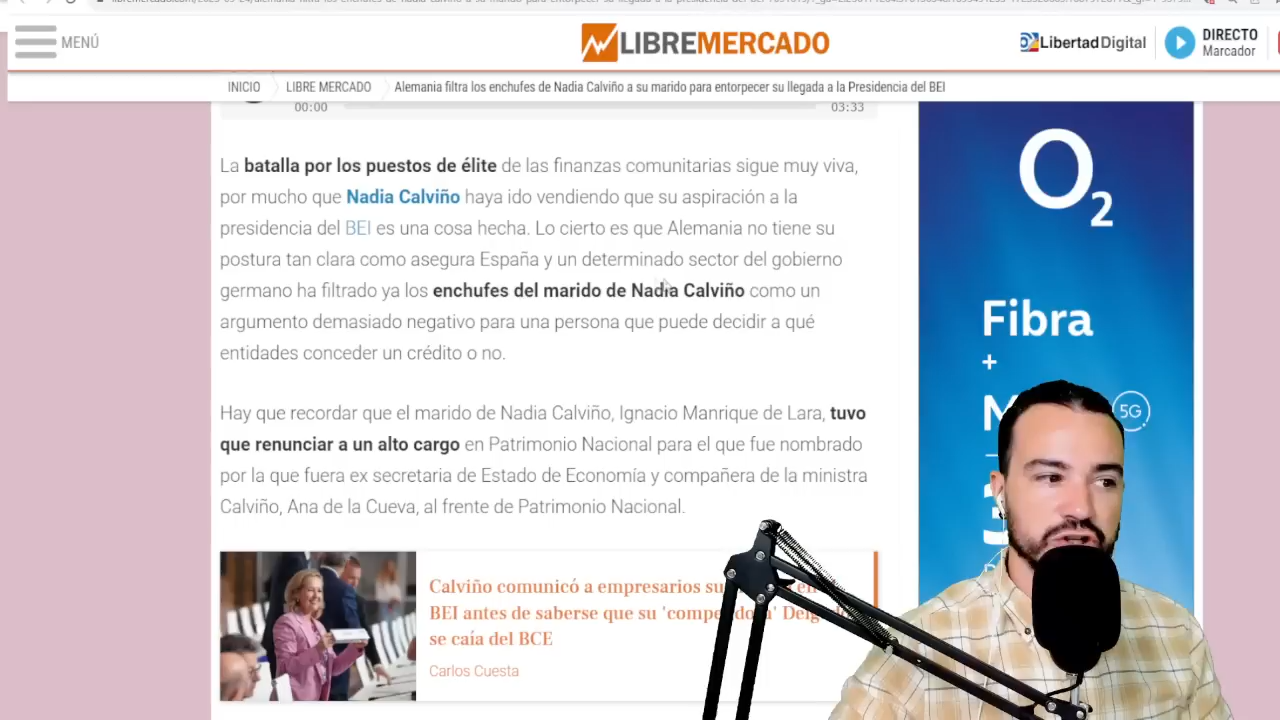 MENÚ
LIBREMERCADO
LibertadDigital
DIRECTO
Marcador
INICIO
LIBRE MERCADO
Alemania filtra los enchufes de Nadia Calviño a su marido para entorpecer su llegada a la Presidencia del BEI
00:00
03:33
La batalla por los puestos de élite de las finanzas comunitarias sigue muy viva,
por mucho que Nadia Calviño haya ido vendiendo que su aspiración a la
presidencia del BEI es una cosa hecha. Lo cierto es que Alemania no tiene su
postura tan clara como asegura España y un determinado sector del gobierno
germano ha filtrado ya los enchufes del marido de Nadia Calviño como un
argumento demasiado negativo para una persona que puede decidir a qué
entidades conceder un crédito o no.
Hay que recordar que el marido de Nadia Calviño, Ignacio Manrique de Lara, tuvo
que renunciar a un alto cargo en Patrimonio Nacional para el que fue nombrado
por la que fuera ex secretaria de Estado de Economía y compañera de la ministra
Calviño, Ana de la Cueva, al frente de Patrimonio Nacional.
Calviño comunicó a empresarios su
BEI antes de saberse que su
se caía del BCE
Carlos Cuesta
O2
Fibra
+
5G